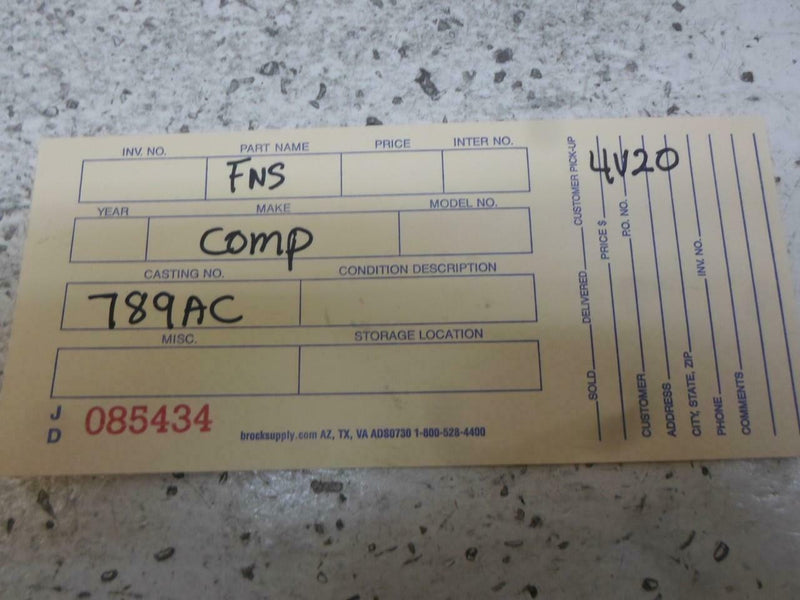 INV. NO. PART NAME PRICE INTER NO.
FNS
YEAR MAKE MODEL NO.
COMP
CASTING NO. CONDITION DESCRIPTION
789AC
MISC. STORAGE LOCATION
JD 085434
brocksupply.com AZ, TX, VA ADS0730 1-800-528-4400
4V20
SOLD DELIVERED CUSTOMER PICK-UP
PRICE $
P.O. NO.
CUSTOMER
ADDRESS
CITY, STATE, ZIP INV. NO.
PHONE
COMMENTS